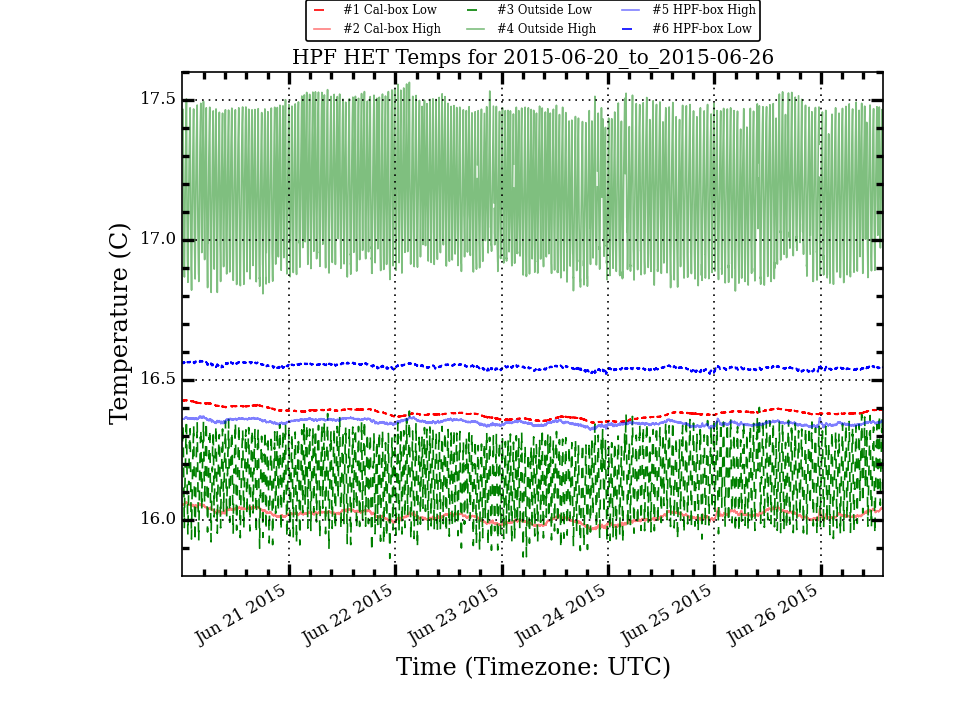 #1 Cal-box Low #3 Outside Low #5 HPF-box High
#2 Cal-box High #4 Outside High #6 HPF-box Low
HPF HET Temps for 2015-06-20_to_2015-06-26
17.5
17.0
16.5
16.0
Temperature (C)
Jun 21 2015 Jun 22 2015 Jun 23 2015 Jun 24 2015 Jun 25 2015 Jun 26 2015
Time (Timezone: UTC)